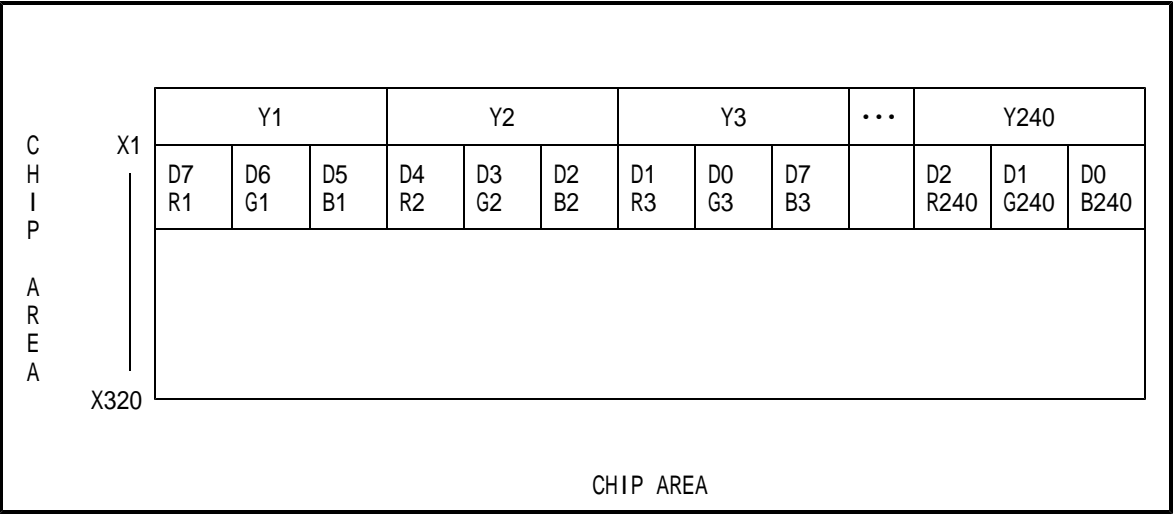 Y1 Y2 Y3 ··· Y240
X1
D7 D6 D5 D4 D3 D2 D1 D0 D7 D2 D1 D0
R1 G1 B1 R2 G2 B2 R3 G3 B3 R240 G240 B240
C
H
I
P
A
R
E
A
X320
CHIP AREA